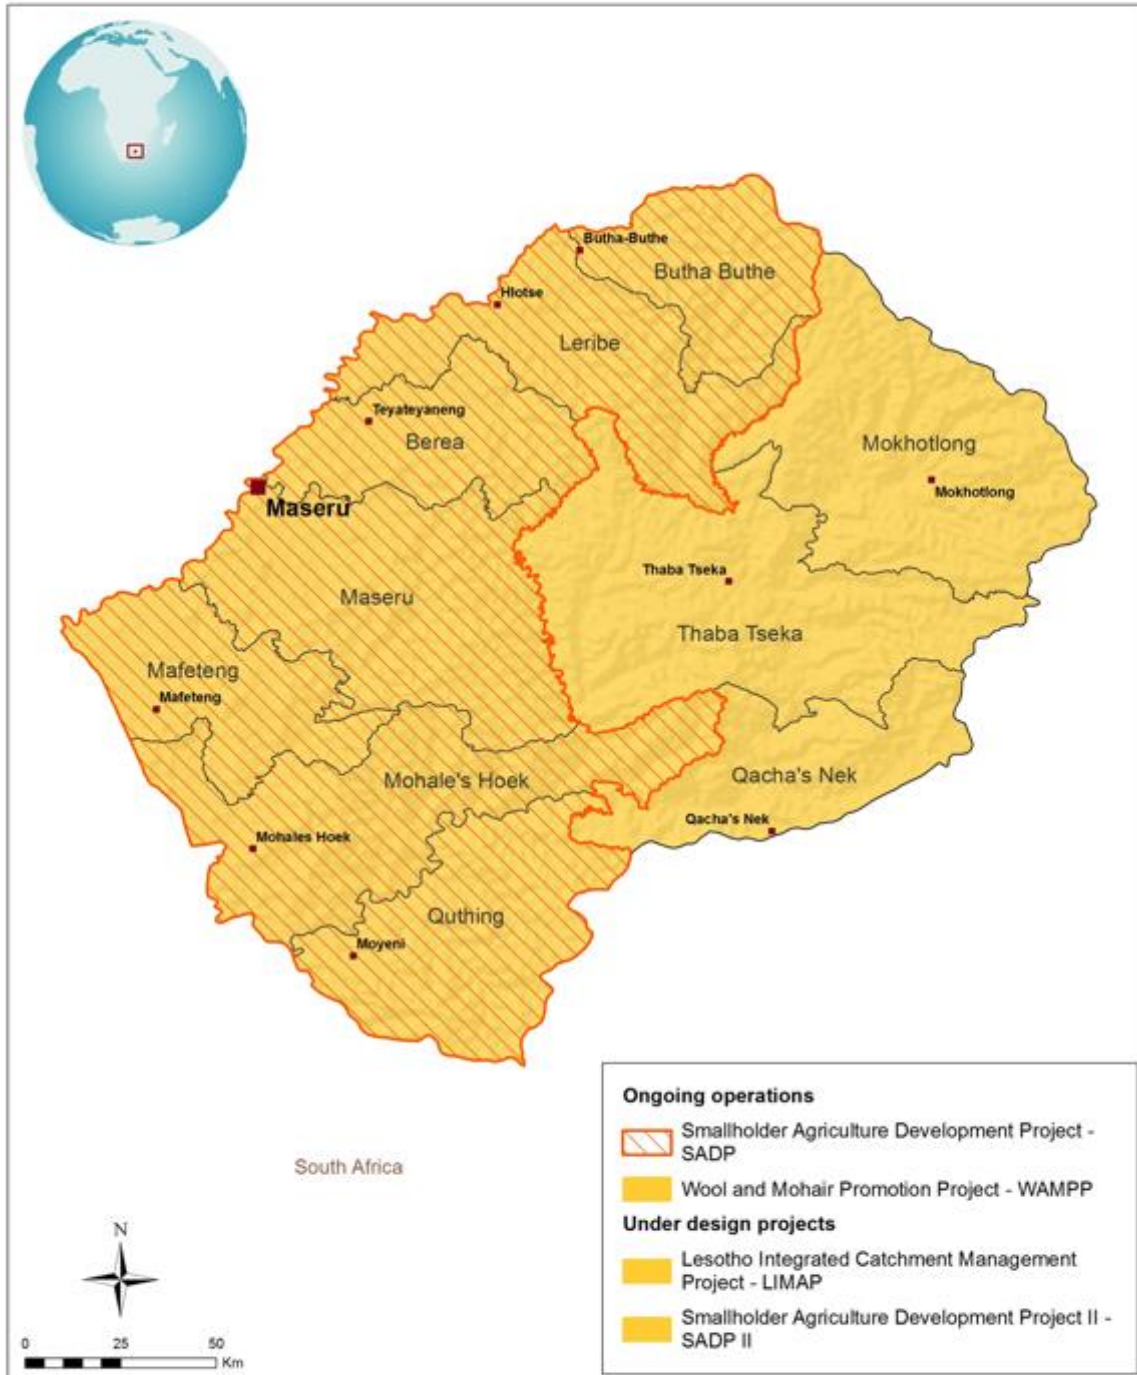 Butha-Buthe
Butha Buthe
Hlotse
Leribe
Teyateyaneng
Berea
Mokhotlong
Mokhotlong
Maseru
Thaba Tseka
Maseru
Thaba Tseka
Mafeteng
Mafeteng
Mohale's Hoek
Qacha's Nek
Qacha's Nek
Mohales Hoek
Quthing
Moyeni
South Africa
N
0 25 50
Km
Ongoing operations
Smallholder Agriculture Development Project -
SADP
Wool and Mohair Promotion Project - WAMPP
Under design projects
Lesotho Integrated Catchment Management
Project - LIMAP
Smallholder Agriculture Development Project II -
SADP II